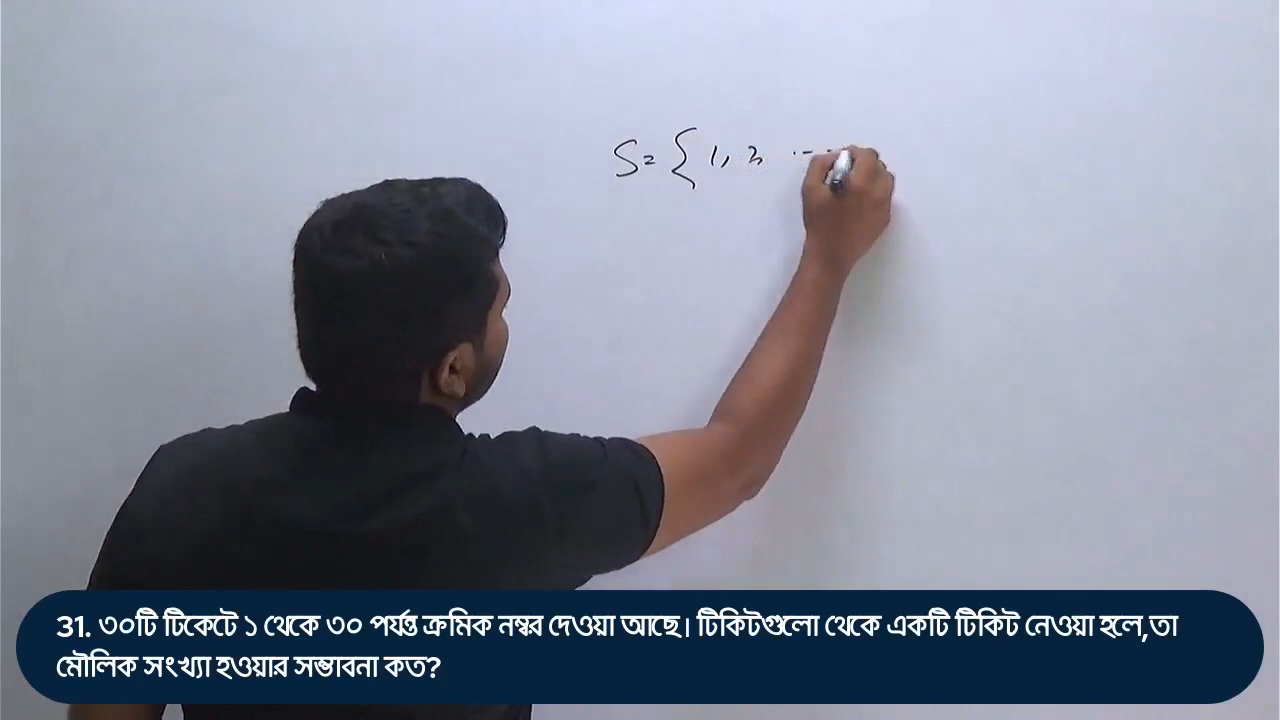 S = { 1, 2, ...
31. ৩০টি টিকেটে ১ থেকে ৩০ পর্যন্ত ক্রমিক নম্বর দেওয়া আছে। টিকিটগুলো থেকে একটি টিকিট নেওয়া হলে,তা
মৌলিক সংখ্যা হওয়ার সম্ভাবনা কত?